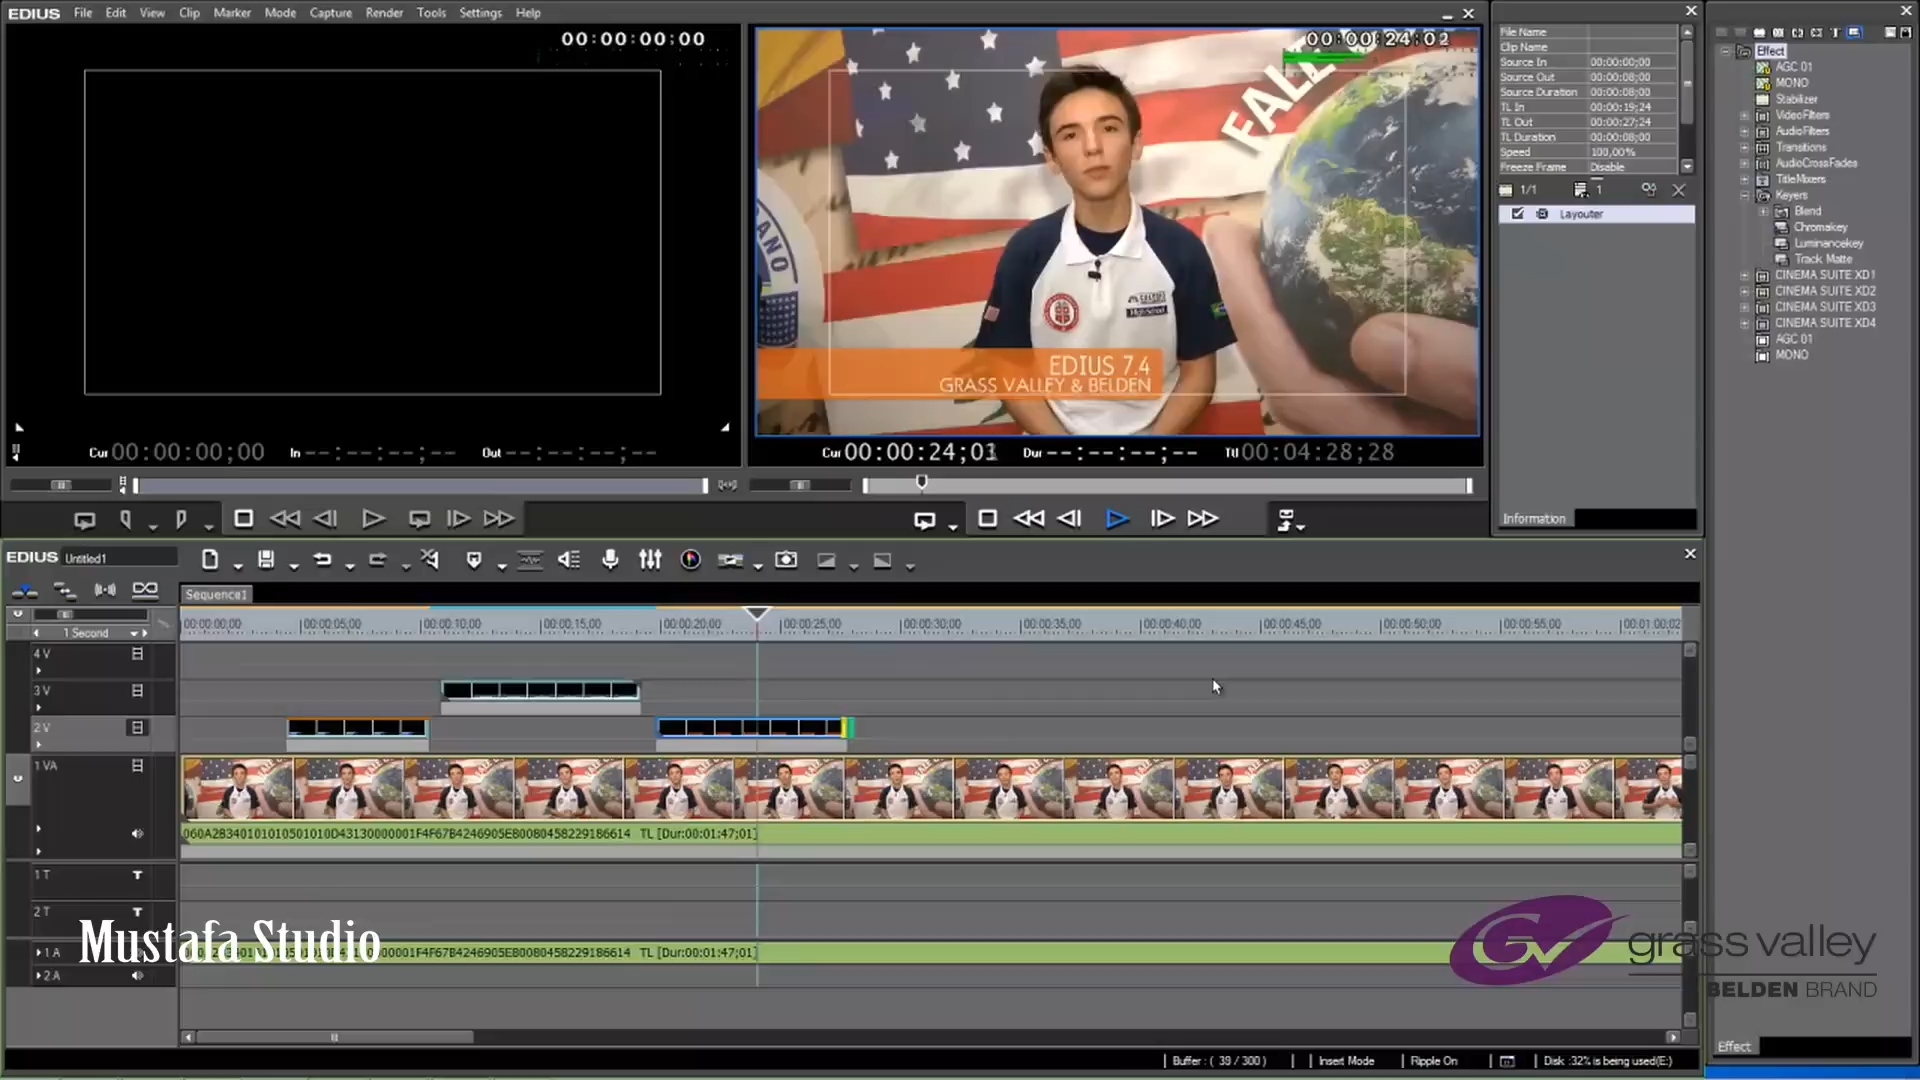 EDIUS File Edit View Clip Marker Mode Capture Render Tools Settings Help
00:00:00;00
00:00:24;02
FALL
EDIUS 7.4
GRASS VALLEY & BELDEN
Cur 00:00:00;00 In --:--:--;-- Out --:--:--;--
Cur 00:00:24;01 Dur --:--:--;-- Ttl 00:04:28;28
File Name
Clip Name
Source In 00:00:00;00
Source Out 00:00:08;00
Source Duration 00:00:08;00
TL In 00:00:19;24
TL Out 00:00:27;24
TL Duration 00:00:08;00
Speed 100,00%
Freeze Frame Disable
1/1 1
Layouter
Information
Effect
AGC 01
MONO
Stabilizer
VideoFilters
AudioFilters
Transitions
AudioCrossFades
TitleMixers
Keyers
Blend
Chromakey
Luminancekey
Track Matte
CINEMA SUITE XD1
CINEMA SUITE XD2
CINEMA SUITE XD3
CINEMA SUITE XD4
AGC 01
MONO
Effect
EDIUS Untitled1
Sequence1
1 Second
00:00:00;00 00:00:05;00 00:00:10;00 00:00:15;00 00:00:20;00 00:00:25;00 00:00:30;00 00:00:35;00 00:00:40;00 00:00:45;00 00:00:50;00 00:00:55;00 00:01:00;02
4 V
3 V
2 V
1 VA
TL [Dur:00:01:47;01]
1 T
2 T
1 A
TL [Dur:00:01:47;01]
2 A
Mustafa Studio
GV grass valley
BELDEN BRAND
Buffer : ( 39 / 300 ) Insert Mode Ripple On Disk :32% is being used(E:)